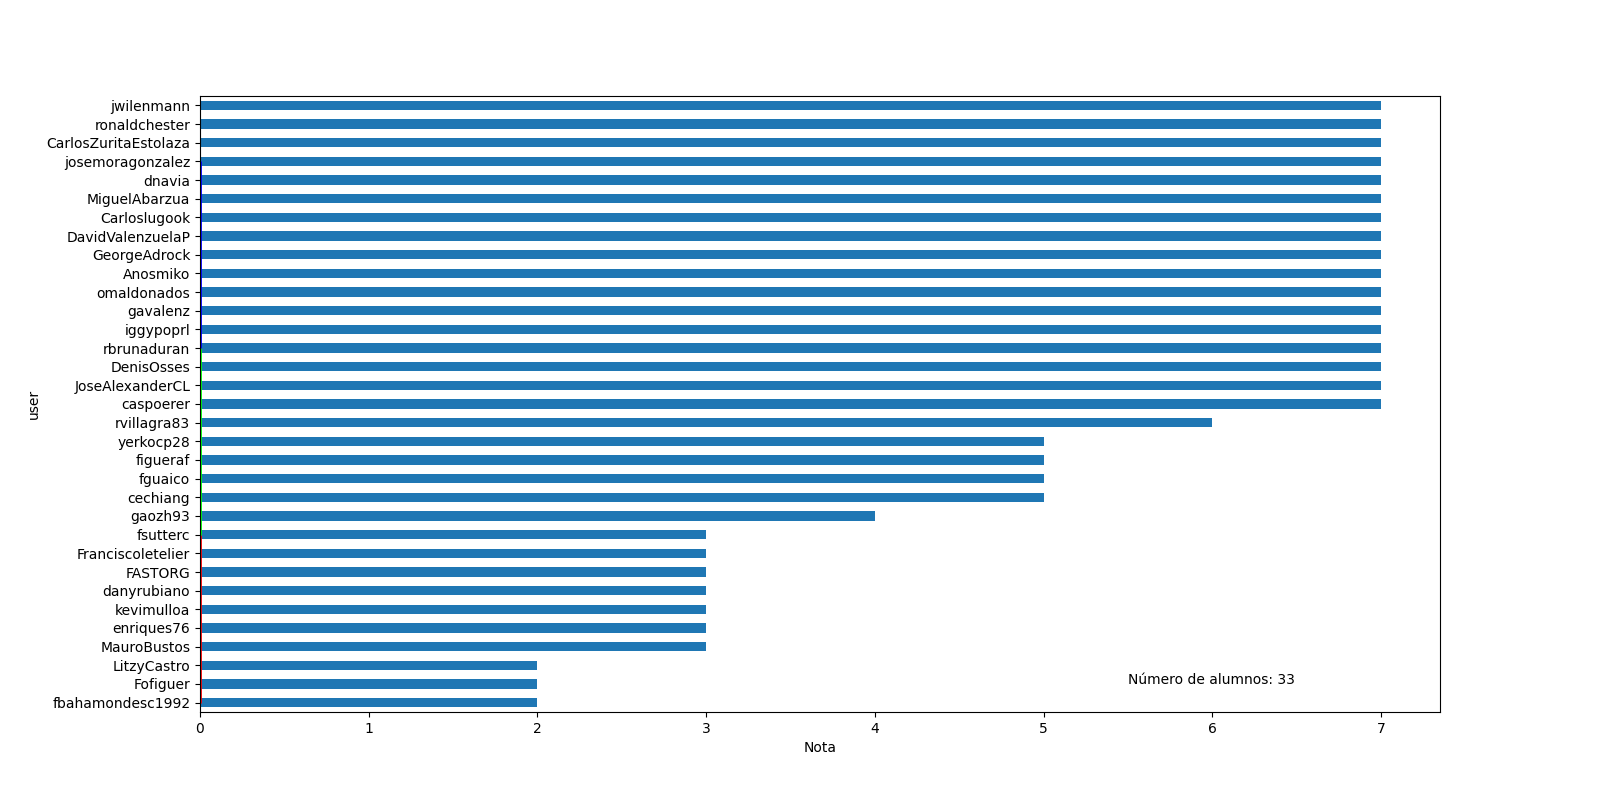 jwilenmann
ronaldchester
CarlosZuritaEstolaza
josemoragonzalez
dnavia
MiguelAbarzua
Carloslugook
DavidValenzuelaP
GeorgeAdrock
Anosmiko
omaldonados
gavalenz
iggypoprl
rbrunaduran
DenisOsses
JoseAlexanderCL
caspoerer
rvillagra83
yerkocp28
figueraf
fguaico
cechiang
gaozh93
fsutterc
Franciscoletelier
FASTORG
danyrubiano
kevimulloa
enriques76
MauroBustos
LitzyCastro
Fofiguer
fbahamondesc1992
user
Número de alumnos: 33
0 1 2 3 4 5 6 7
Nota